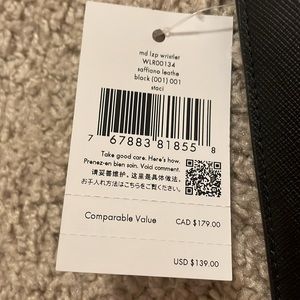 md lzp wristlet
WLR00134
saffiano leathe
black (001) 001
staci
7 67883 81855 8
Take good care. Here's how.
Prenez-en bien soin. Void comment.
请妥善维护。这里是具体做法。
お手入れ方法はこちらをご覧ください。
Comparable Value
CAD $179.00
USD $139.00